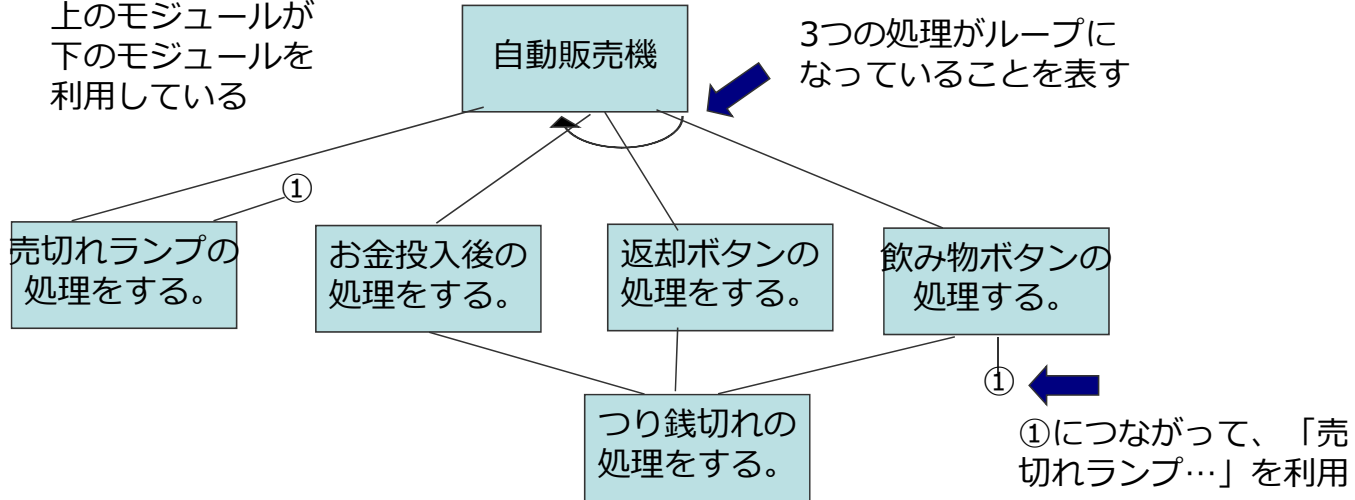 上のモジュールが
下のモジュールを
利用している
自動販売機
3つの処理がループに
なっていることを表す
①
売切れランプの
処理をする。
お金投入後の
処理をする。
返却ボタンの
処理をする。
飲み物ボタンの
処理する。
①
つり銭切れの
処理をする。
①につながって、「売
切れランプ…」を利用